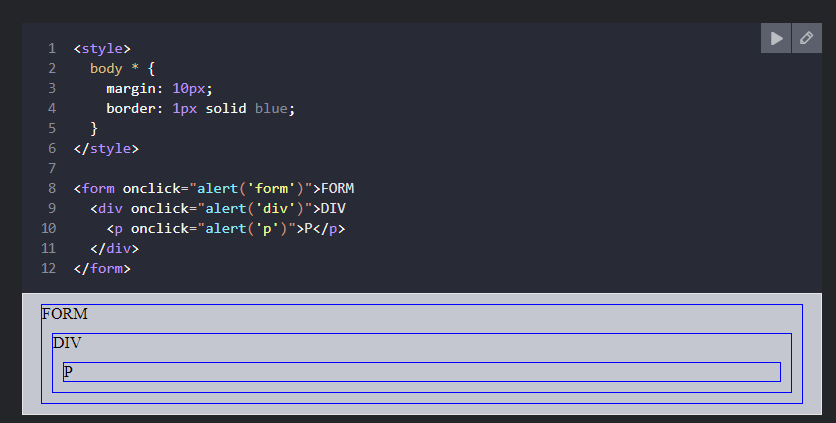 1 <style>
2   body * {
3     margin: 10px;
4     border: 1px solid blue;
5   }
6 </style>
7
8 <form onclick="alert('form')">FORM
9   <div onclick="alert('div')">DIV
10     <p onclick="alert('p')">P</p>
11   </div>
12 </form>
FORM
DIV
P